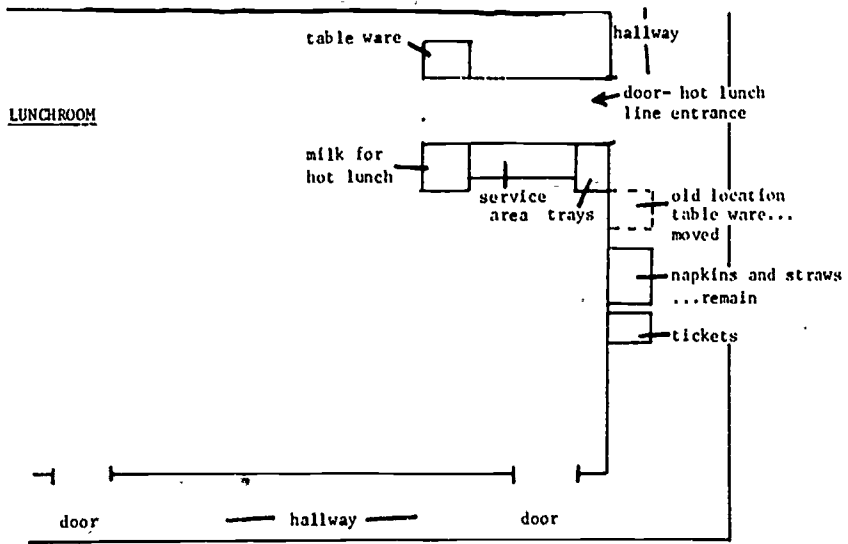 hallway
table ware
door- hot lunch
line entrance
LUNCHROOM
milk for
hot lunch
service
area
trays
old location
table ware...
moved
napkins and straws
...remain
tickets
door
hallway
door